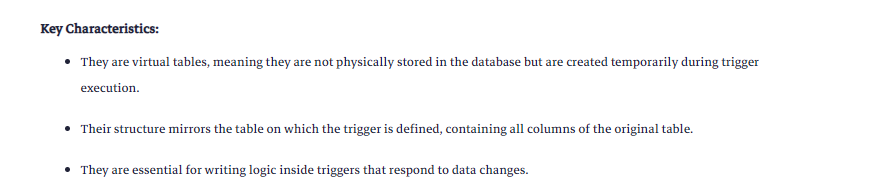 Key Characteristics:
• They are virtual tables, meaning they are not physically stored in the database but are created temporarily during trigger
execution.
• Their structure mirrors the table on which the trigger is defined, containing all columns of the original table.
• They are essential for writing logic inside triggers that respond to data changes.